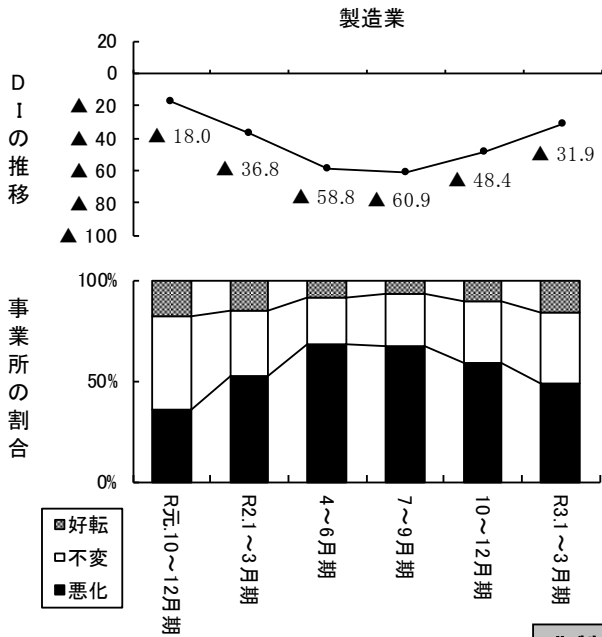 製造業
DIの推移
20
0
▲ 20
▲ 40
▲ 60
▲ 80
▲ 100
▲ 18.0
▲ 36.8
▲ 58.8
▲ 60.9
▲ 48.4
▲ 31.9
事業所の割合
100%
50%
0%
R元.10～12月期
R2.1～3月期
4～6月期
7～9月期
10～12月期
R3.1～3月期
好転
不変
悪化